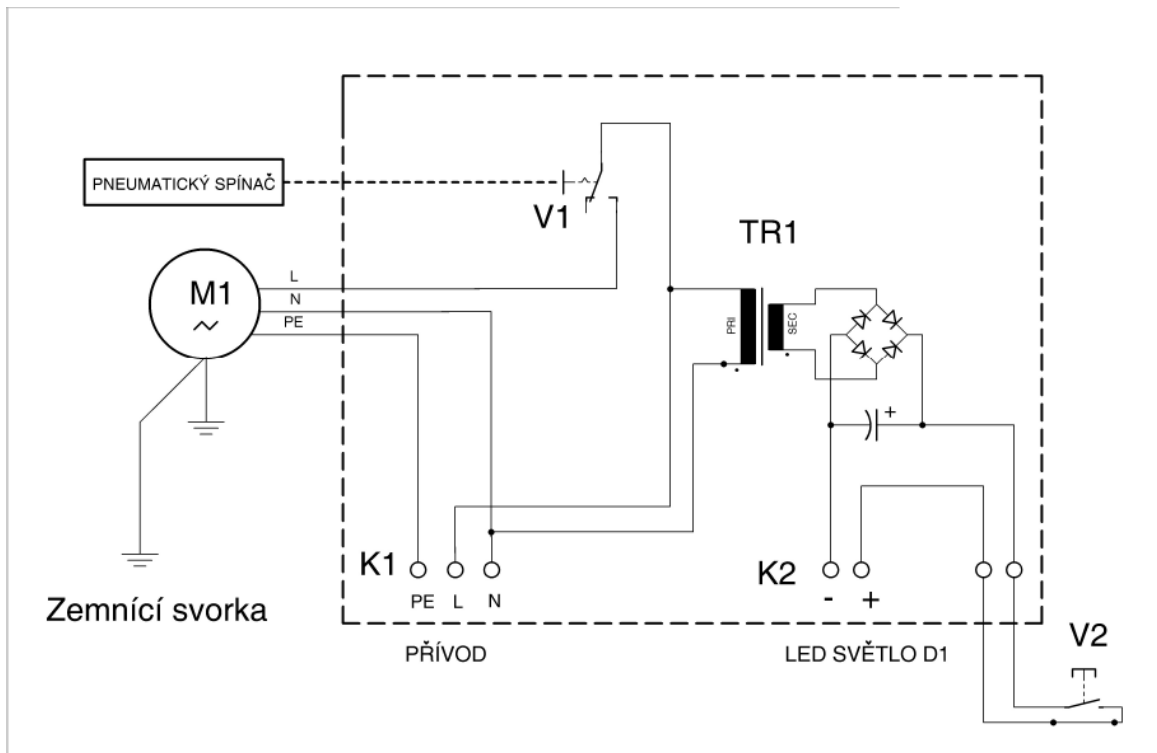 PNEUMATICKÝ SPÍNAČ
V1
TR1
M1
L
N
PE
PRI
SEC
+
K1
PE L N
PŘÍVOD
K2
- +
LED SVĚTLO D1
V2
Zemnící svorka